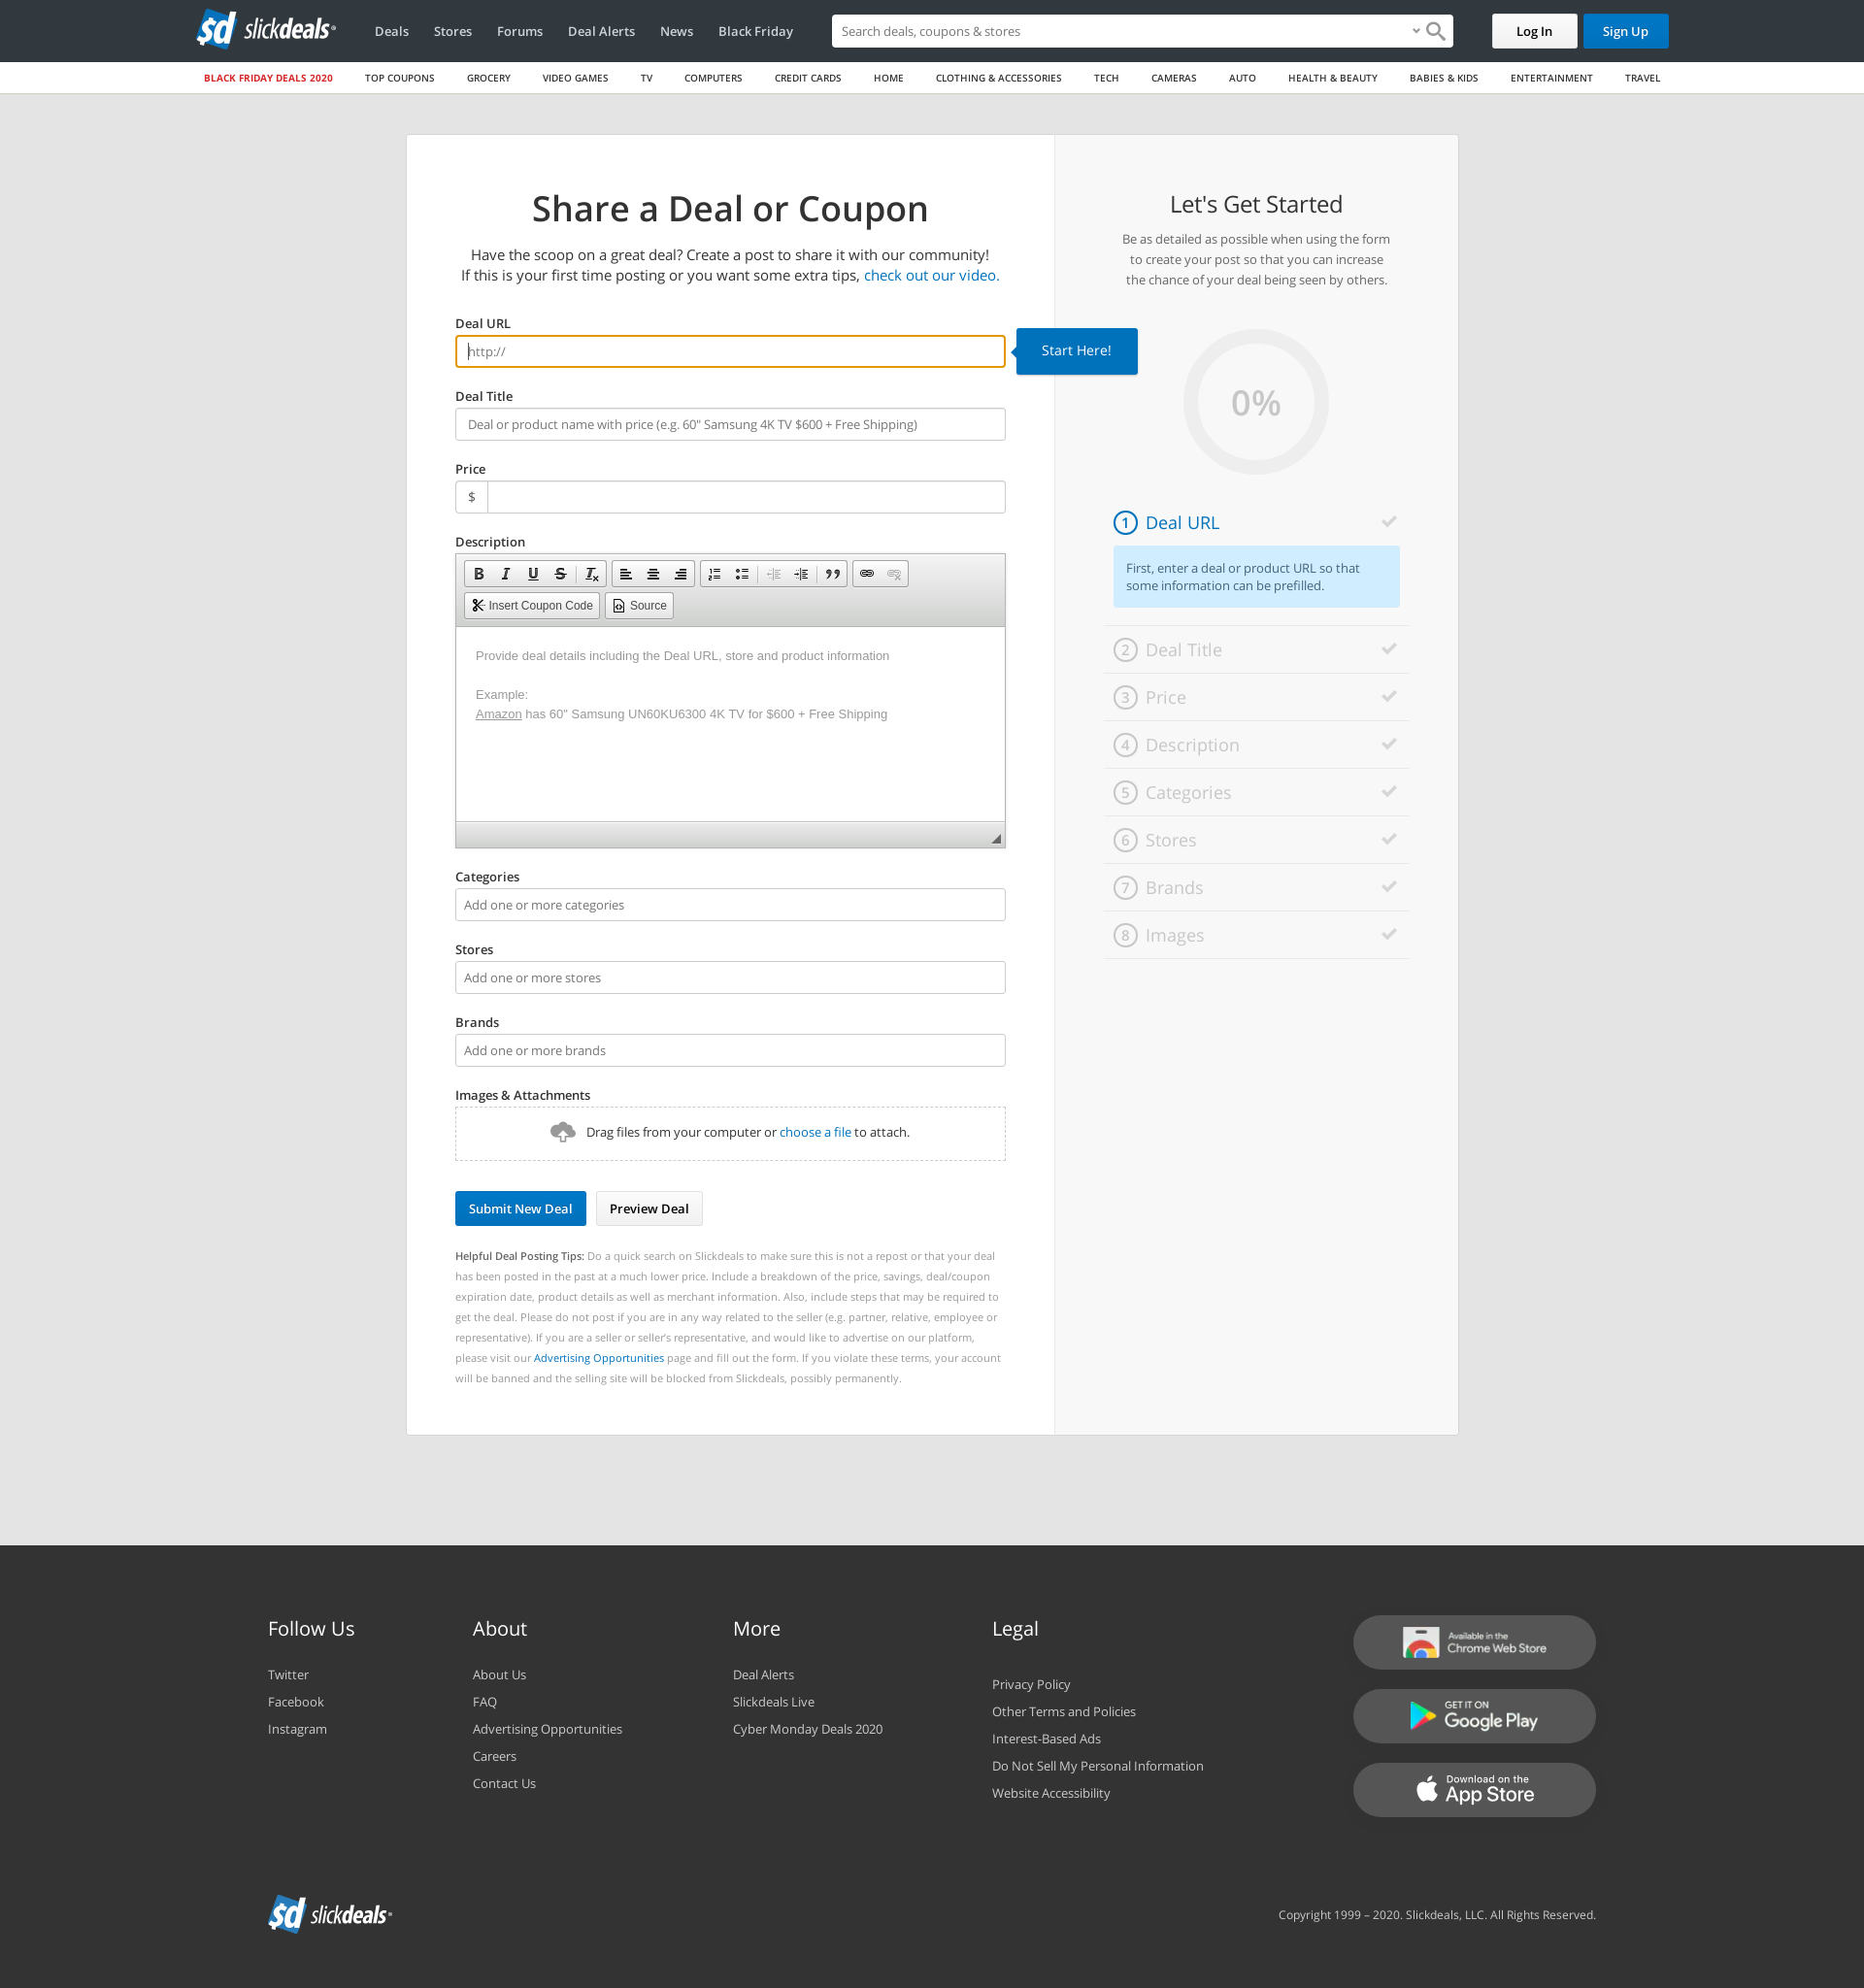 $d slickdeals
Deals Stores Forums Deal Alerts News Black Friday
Search deals, coupons & stores
Log In Sign Up
BLACK FRIDAY DEALS 2020 TOP COUPONS GROCERY VIDEO GAMES TV COMPUTERS CREDIT CARDS HOME CLOTHING & ACCESSORIES TECH CAMERAS AUTO HEALTH & BEAUTY BABIES & KIDS ENTERTAINMENT TRAVEL
Share a Deal or Coupon
Have the scoop on a great deal? Create a post to share it with our community!
If this is your first time posting or you want some extra tips, check out our video.
Deal URL
http://
Start Here!
Deal Title
Deal or product name with price (e.g. 60" Samsung 4K TV $600 + Free Shipping)
Price
$
Description
B I U S Tx
Insert Coupon Code Source
Provide deal details including the Deal URL, store and product information
Example:
Amazon has 60" Samsung UN60KU6300 4K TV for $600 + Free Shipping
Categories
Add one or more categories
Stores
Add one or more stores
Brands
Add one or more brands
Images & Attachments
Drag files from your computer or choose a file to attach.
Submit New Deal Preview Deal
Helpful Deal Posting Tips: Do a quick search on Slickdeals to make sure this is not a repost or that your deal
has been posted in the past at a much lower price. Include a breakdown of the price, savings, deal/coupon
expiration date, product details as well as merchant information. Also, include steps that may be required to
get the deal. Please do not post if you are in any way related to the seller (e.g. partner, relative, employee or
representative). If you are a seller or seller's representative, and would like to advertise on our platform,
please visit our Advertising Opportunities page and fill out the form. If you violate these terms, your account
will be banned and the selling site will be blocked from Slickdeals, possibly permanently.
Let's Get Started
Be as detailed as possible when using the form
to create your post so that you can increase
the chance of your deal being seen by others.
0%
1 Deal URL
First, enter a deal or product URL so that
some information can be prefilled.
2 Deal Title
3 Price
4 Description
5 Categories
6 Stores
7 Brands
8 Images
Follow Us
Twitter
Facebook
Instagram
About
About Us
FAQ
Advertising Opportunities
Careers
Contact Us
More
Deal Alerts
Slickdeals Live
Cyber Monday Deals 2020
Legal
Privacy Policy
Other Terms and Policies
Interest-Based Ads
Do Not Sell My Personal Information
Website Accessibility
Available in the
Chrome Web Store
GET IT ON
Google Play
Download on the
App Store
$d slickdeals
Copyright 1999 – 2020. Slickdeals, LLC. All Rights Reserved.